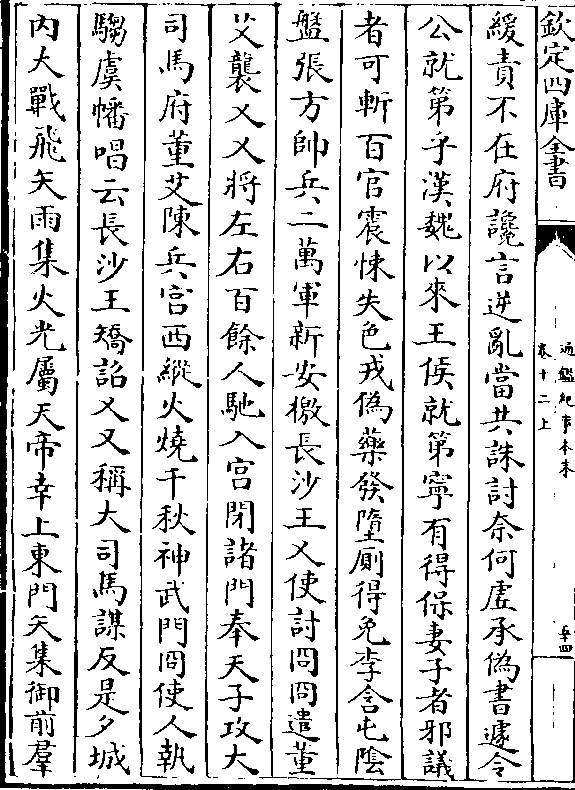 欽定四庫全書
通鑑紀事本末
卷十二上
五四
緩責不在府讒言逆亂當共誅討奈何虛承偽書遽令
公就第乎漢魏以來王侯就第寧有得保妻子者邪議
者可斬百官震悚失色戎偽藥發墮厠得免李含屯隂
盤張方帥兵二萬軍新安檄長沙王乂使討冏冏遣董
艾襲乂乂將左右百餘人馳入宫閉諸門奉天子攻大
司馬府董艾陳兵宫西縱火燒千秋神武門冏使人執
騶虞幡唱云長沙王矯詔乂又稱大司馬謀反是夕城
内大戰飛矢雨集火光屬天帝幸上東門矢集御前羣